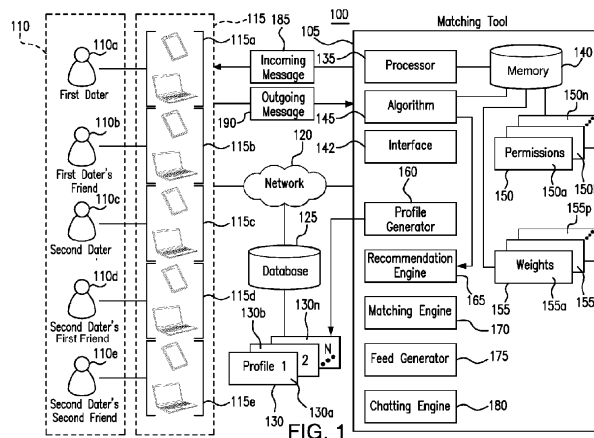 100
110
115
Matching Tool
110a
First Dater
110b
First Dater's
Friend
110c
Second Dater
110d
Second Dater's
First Friend
110e
Second Dater's
Second Friend
115a
115b
115c
115d
115e
185
Incoming
Message
Outgoing
Message
190
120
Network
125
Database
130b
130n
N
2
Profile 1
130
130a
105
135
Processor
Memory
140
Algorithm
145
Interface
142
150n
Permissions
150
150a
150b
160
Profile
Generator
155p
Weights
155
155a
Recommendation
Engine
165
Matching Engine
170
Feed Generator
175
Chatting Engine
180
FIG. 1